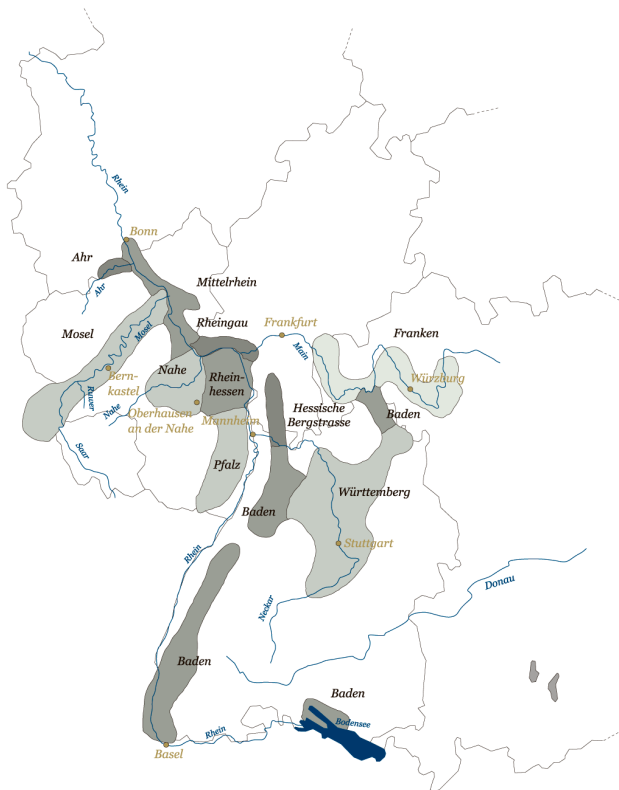 Rhein
Bonn
Ahr
Ahr
Mittelrhein
Rheingau
Mosel
Mosel
Frankfurt
Main
Franken
Nahe
Rhein-
hessen
Bern-
kastel
Ruwer
Nahe
Würzburg
Oberhausen
an der Nahe
Mannheim
Hessische
Bergstrasse
Baden
Saar
Pfalz
Württemberg
Baden
Stuttgart
Rhein
Donau
Neckar
Baden
Baden
Bodensee
Rhein
Basel